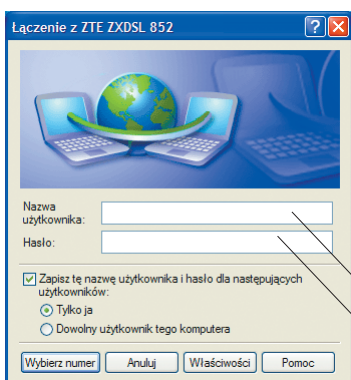 Łączenie z ZTE ZXDSL 852
Nazwa
użytkownika:
Hasło:
Zapisz tę nazwę użytkownika i hasło dla następujących
użytkowników:
Tylko ja
Dowolny użytkownik tego komputera
Wybierz numer Anuluj Właściwości Pomoc